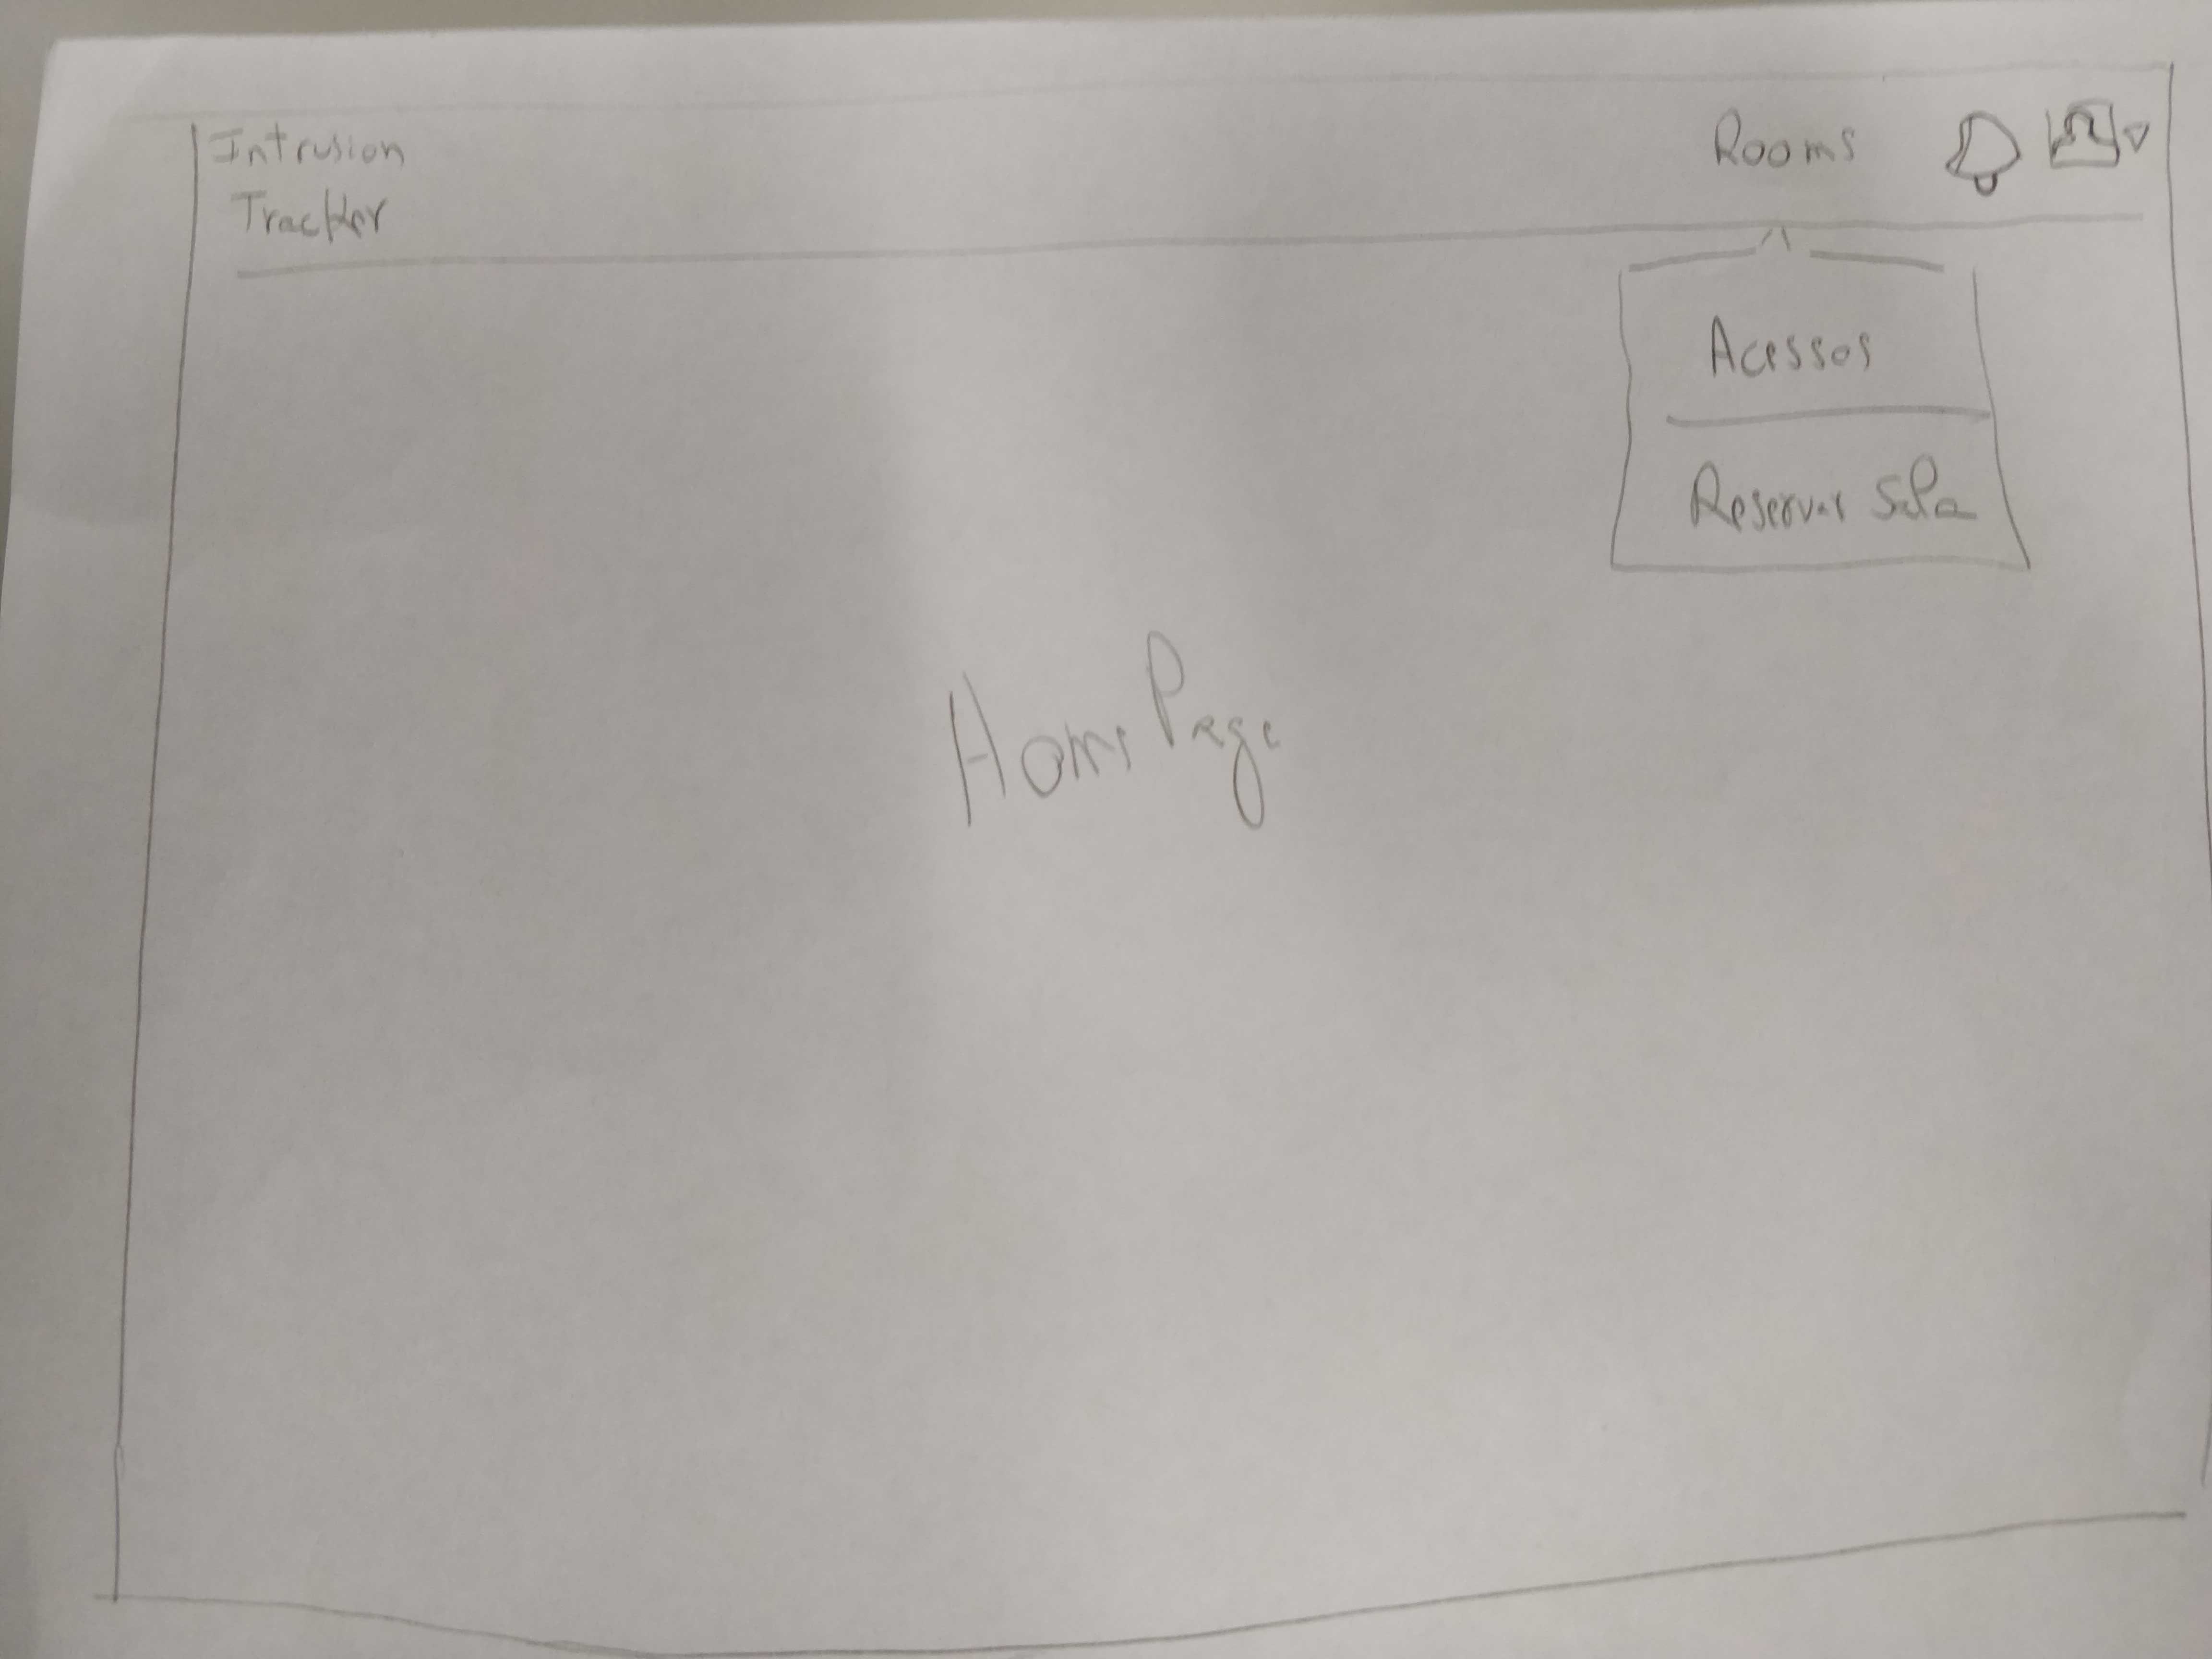 Intrusion
Tracker
Rooms
Acessos
Reservar Sala
Home Page